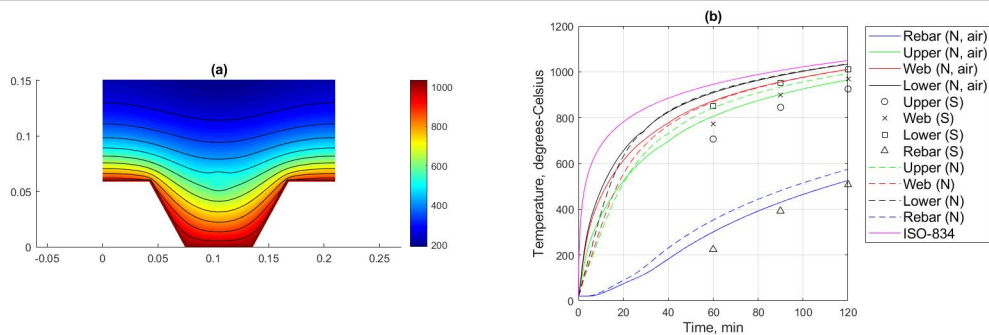 (a)
0.15
0.1
0.05
0
-0.05
0
0.05
0.1
0.15
0.2
0.25
1000
800
600
400
200
(b)
Temperature, degrees-Celsius
1200
1000
800
600
400
200
0
0
20
40
60
80
100
120
Time, min
Rebar (N, air)
Upper (N, air)
Web (N, air)
Lower (N, air)
Upper (S)
Web (S)
Lower (S)
Rebar (S)
Upper (N)
Web (N)
Lower (N)
Rebar (N)
ISO-834